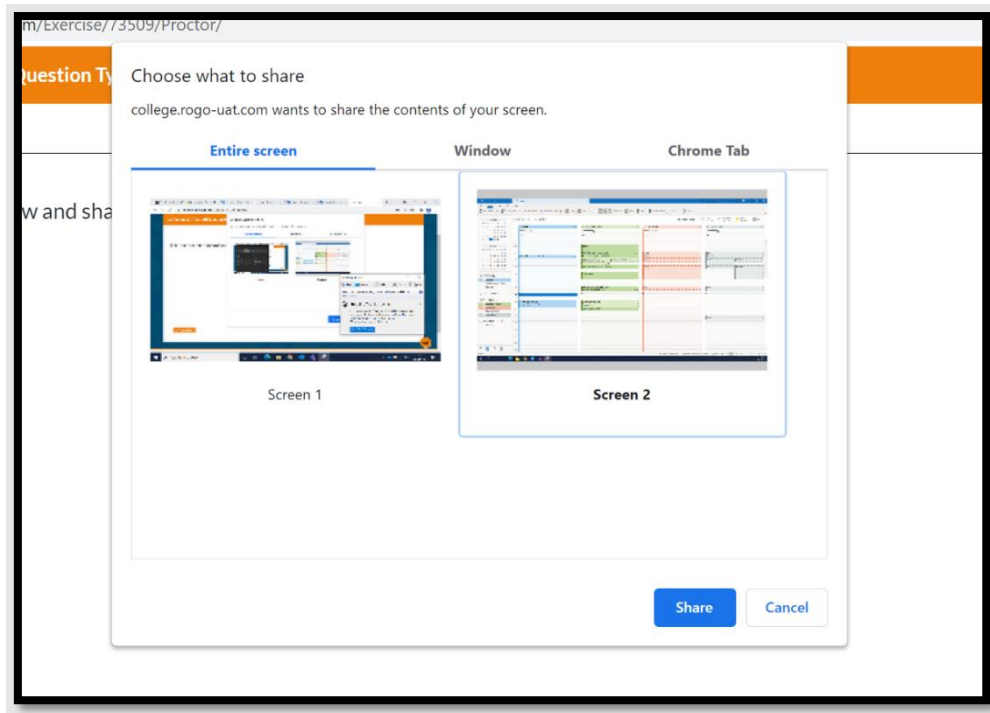 m/Exercise/73509/Proctor/
Question Ty
Choose what to share
college.rogo-uat.com wants to share the contents of your screen.
Entire screen Window Chrome Tab
w and sha
Screen 1 Screen 2
Share Cancel